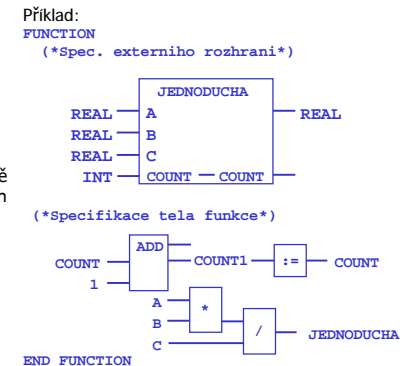 Příklad:
FUNCTION
(*Spec. externiho rozhrani*)
JEDNODUCHA
REAL A REAL
REAL B
REAL C
INT COUNT COUNT
ě
(*Specifikace tela funkce*)
ADD
COUNT COUNT1 := COUNT
1
A *
B / JEDNODUCHA
C
END FUNCTION